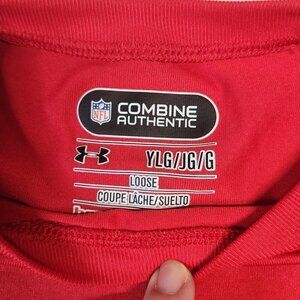 NFL
COMBINE
AUTHENTIC
YLG/JG/G
LOOSE
COUPE LÂCHE/SUELTO